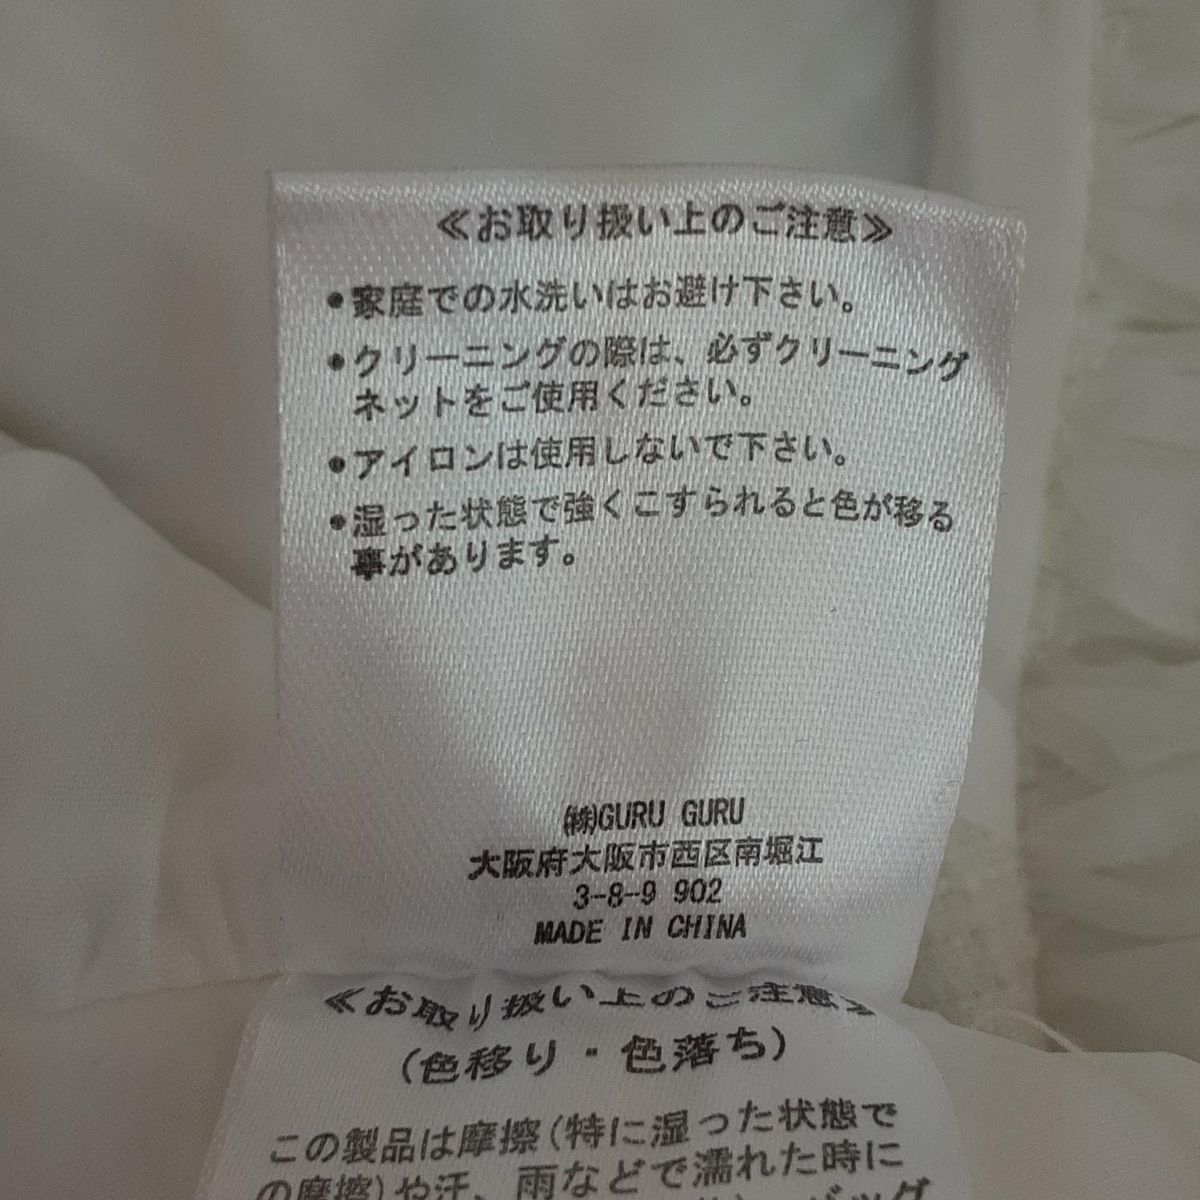 ≪お取り扱い上のご注意≫
•家庭での水洗いはお避け下さい。
•クリーニングの際は、必ずクリーニング
ネットをご使用ください。
•アイロンは使用しないで下さい。
•湿った状態で強くこすられると色が移る
事があります。
㈱GURU GURU
大阪府大阪市西区南堀江
3-8-9 902
MADE IN CHINA
≪お取り扱い上のご注意≫
(色移り・色落ち)
この製品は摩擦(特に湿った状態で
の摩擦)や汗、雨などで濡れた時に
バッグ